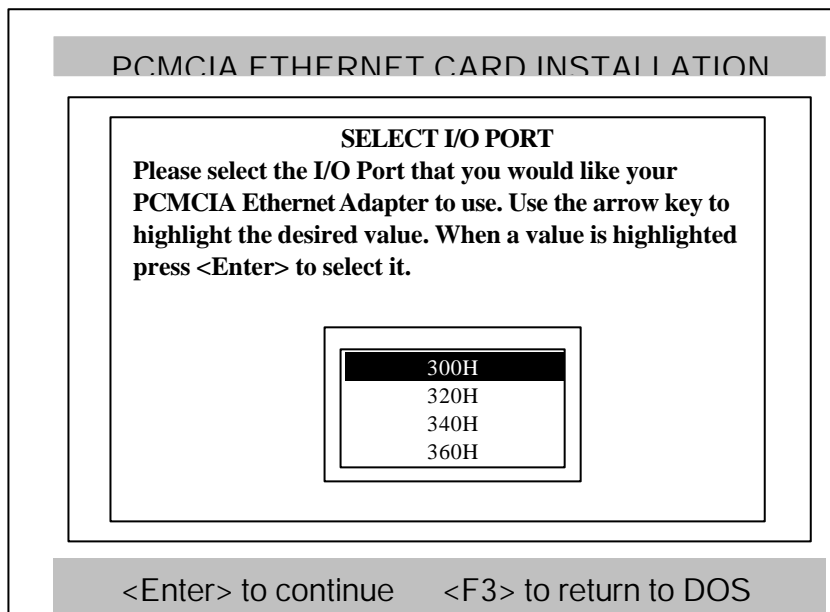 PCMCIA ETHERNET CARD INSTALLATION
SELECT I/O PORT
Please select the I/O Port that you would like your
PCMCIA Ethernet Adapter to use. Use the arrow key to
highlight the desired value. When a value is highlighted
press <Enter> to select it.
300H
320H
340H
360H
<Enter> to continue <F3> to return to DOS